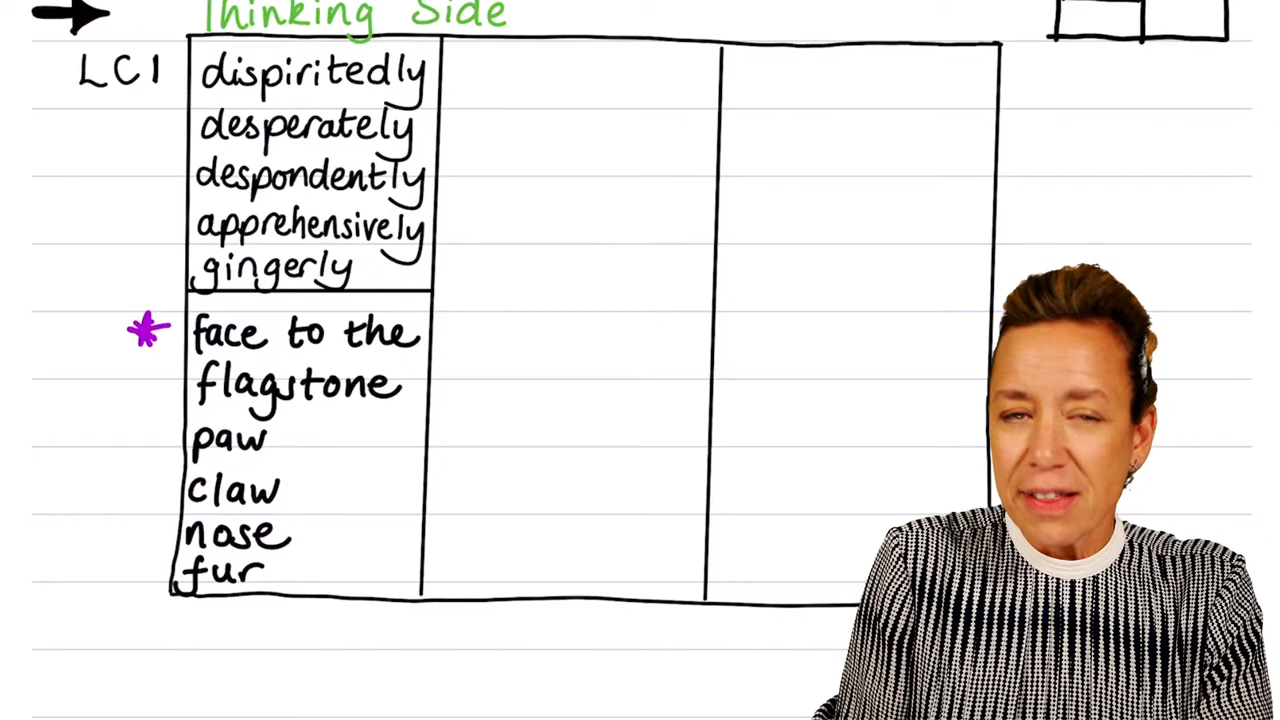 Thinking Side
LC1
dispiritedly
desperately
despondently
apprehensively
gingerly
* face to the
flagstone
paw
claw
nose
fur